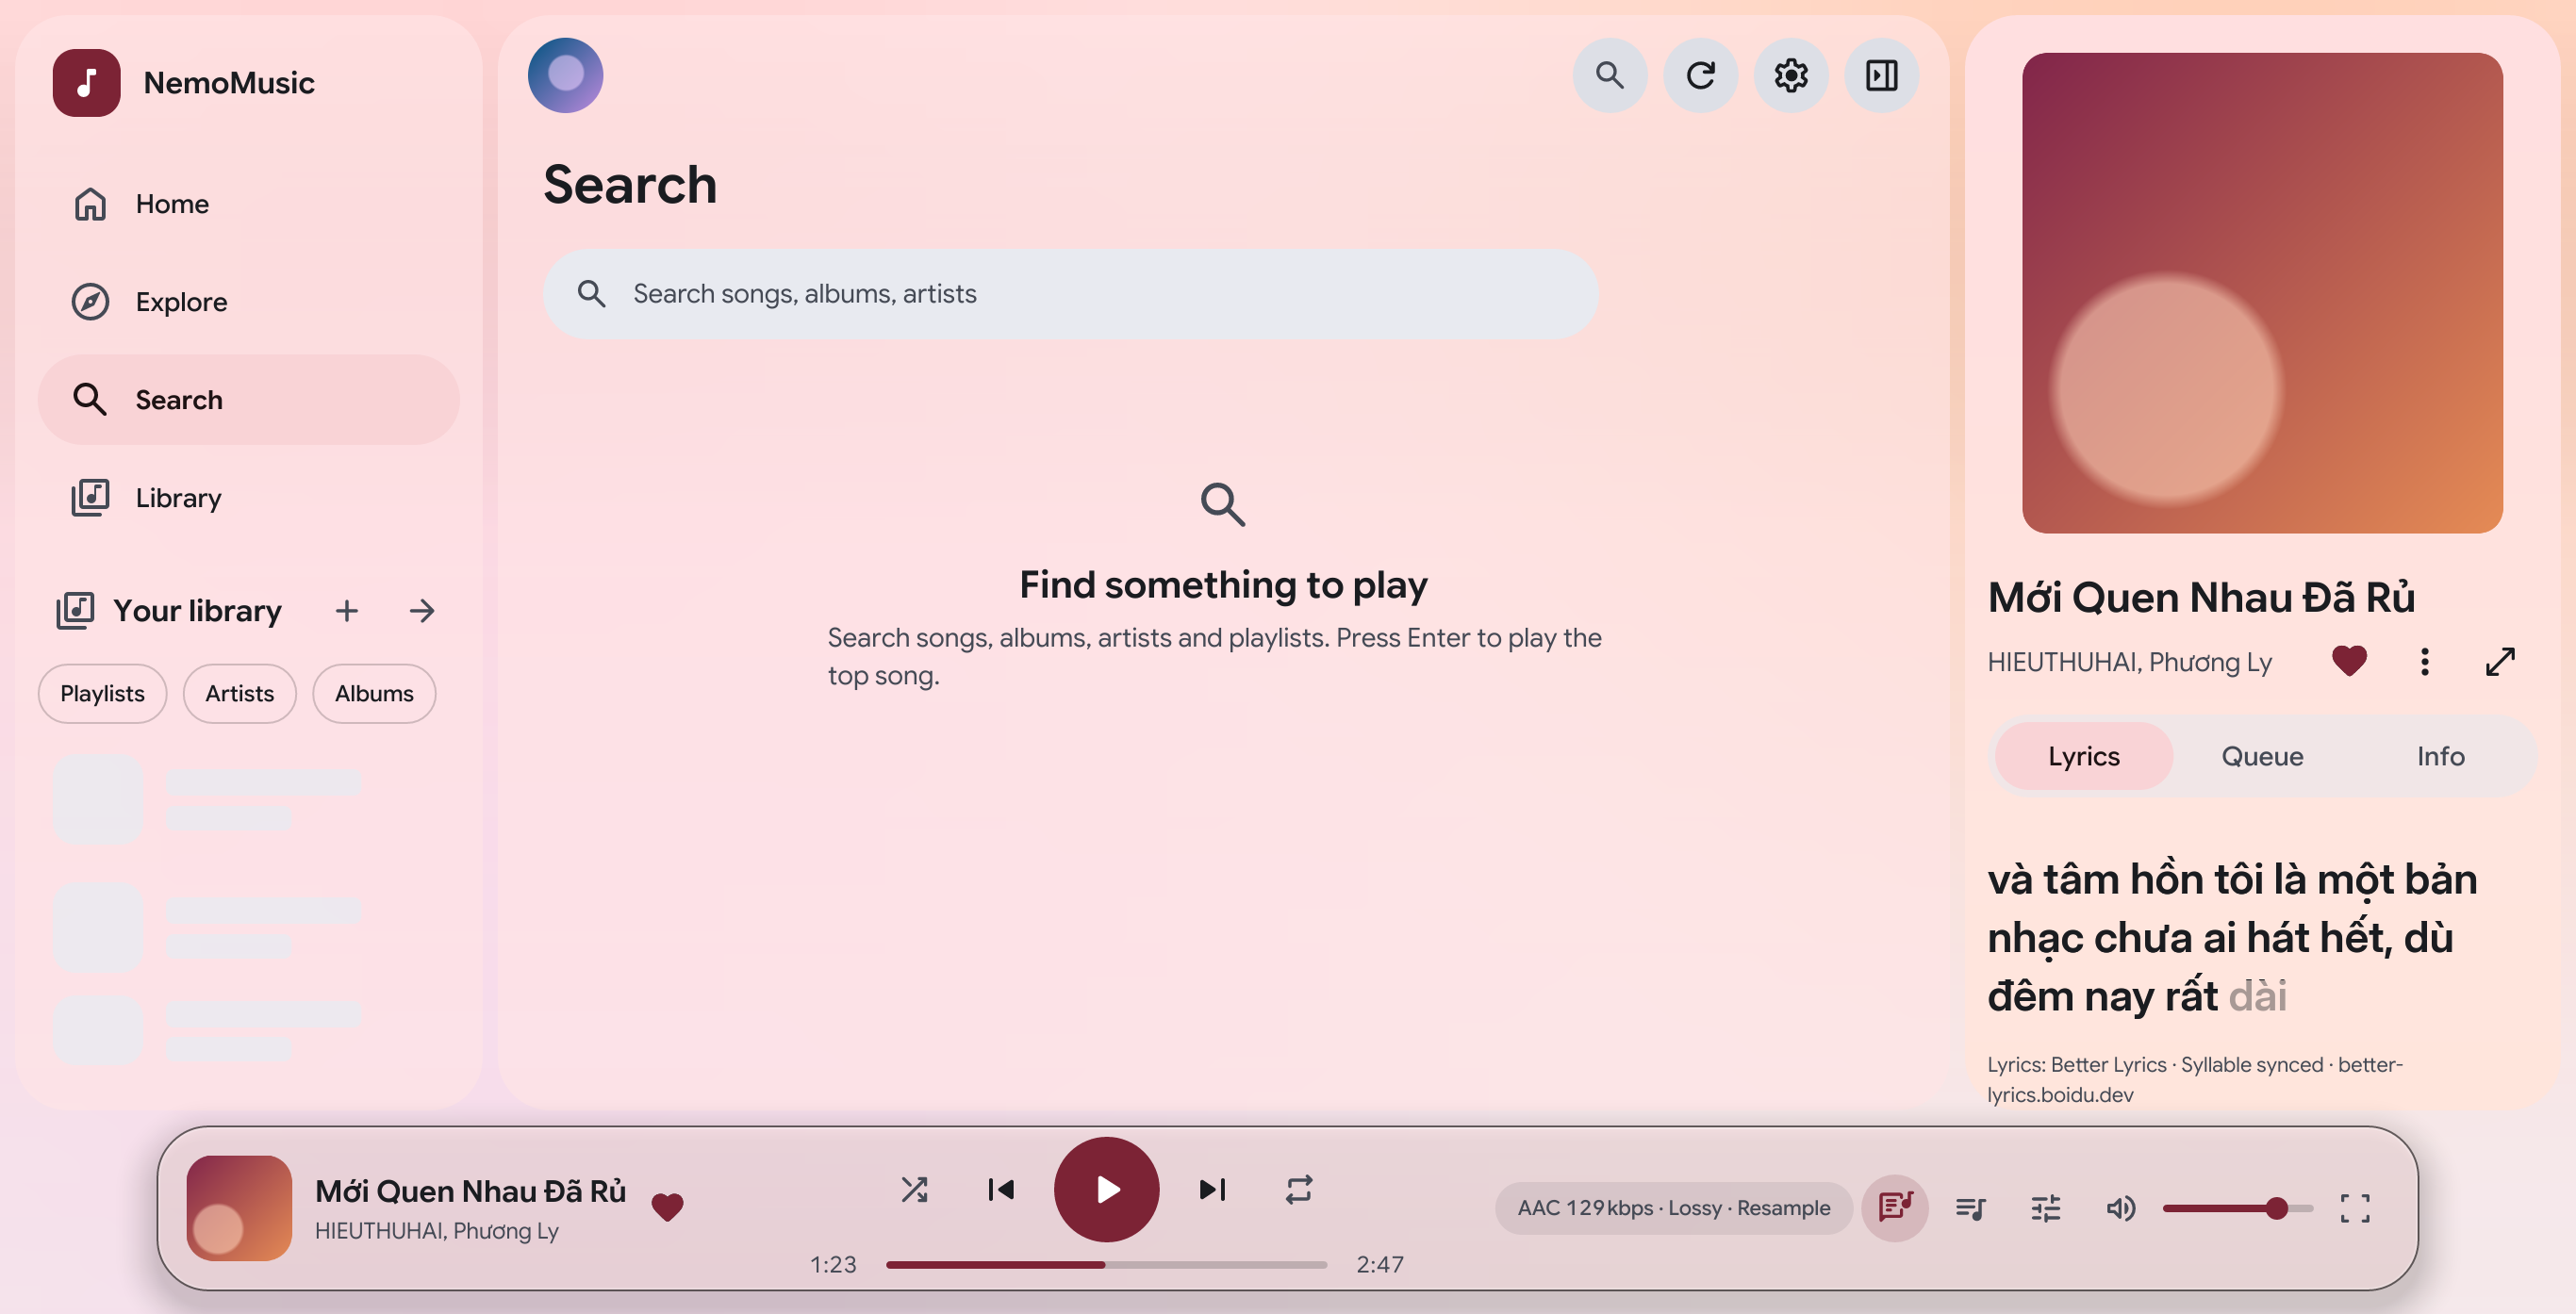 NemoMusic
Home
Explore
Search
Library
Your library
Playlists
Artists
Albums
Search
Search songs, albums, artists
Find something to play
Search songs, albums, artists and playlists. Press Enter to play the
top song.
Mới Quen Nhau Đã Rủ
HIEUTHUHAI, Phương Ly
Lyrics
Queue
Info
và tâm hồn tôi là một bản
nhạc chưa ai hát hết, dù
đêm nay rất dài
Lyrics: Better Lyrics · Syllable synced · better-
lyrics.boidu.dev
Mới Quen Nhau Đã Rủ
HIEUTHUHAI, Phương Ly
1:23
2:47
AAC 129 kbps · Lossy · Resample